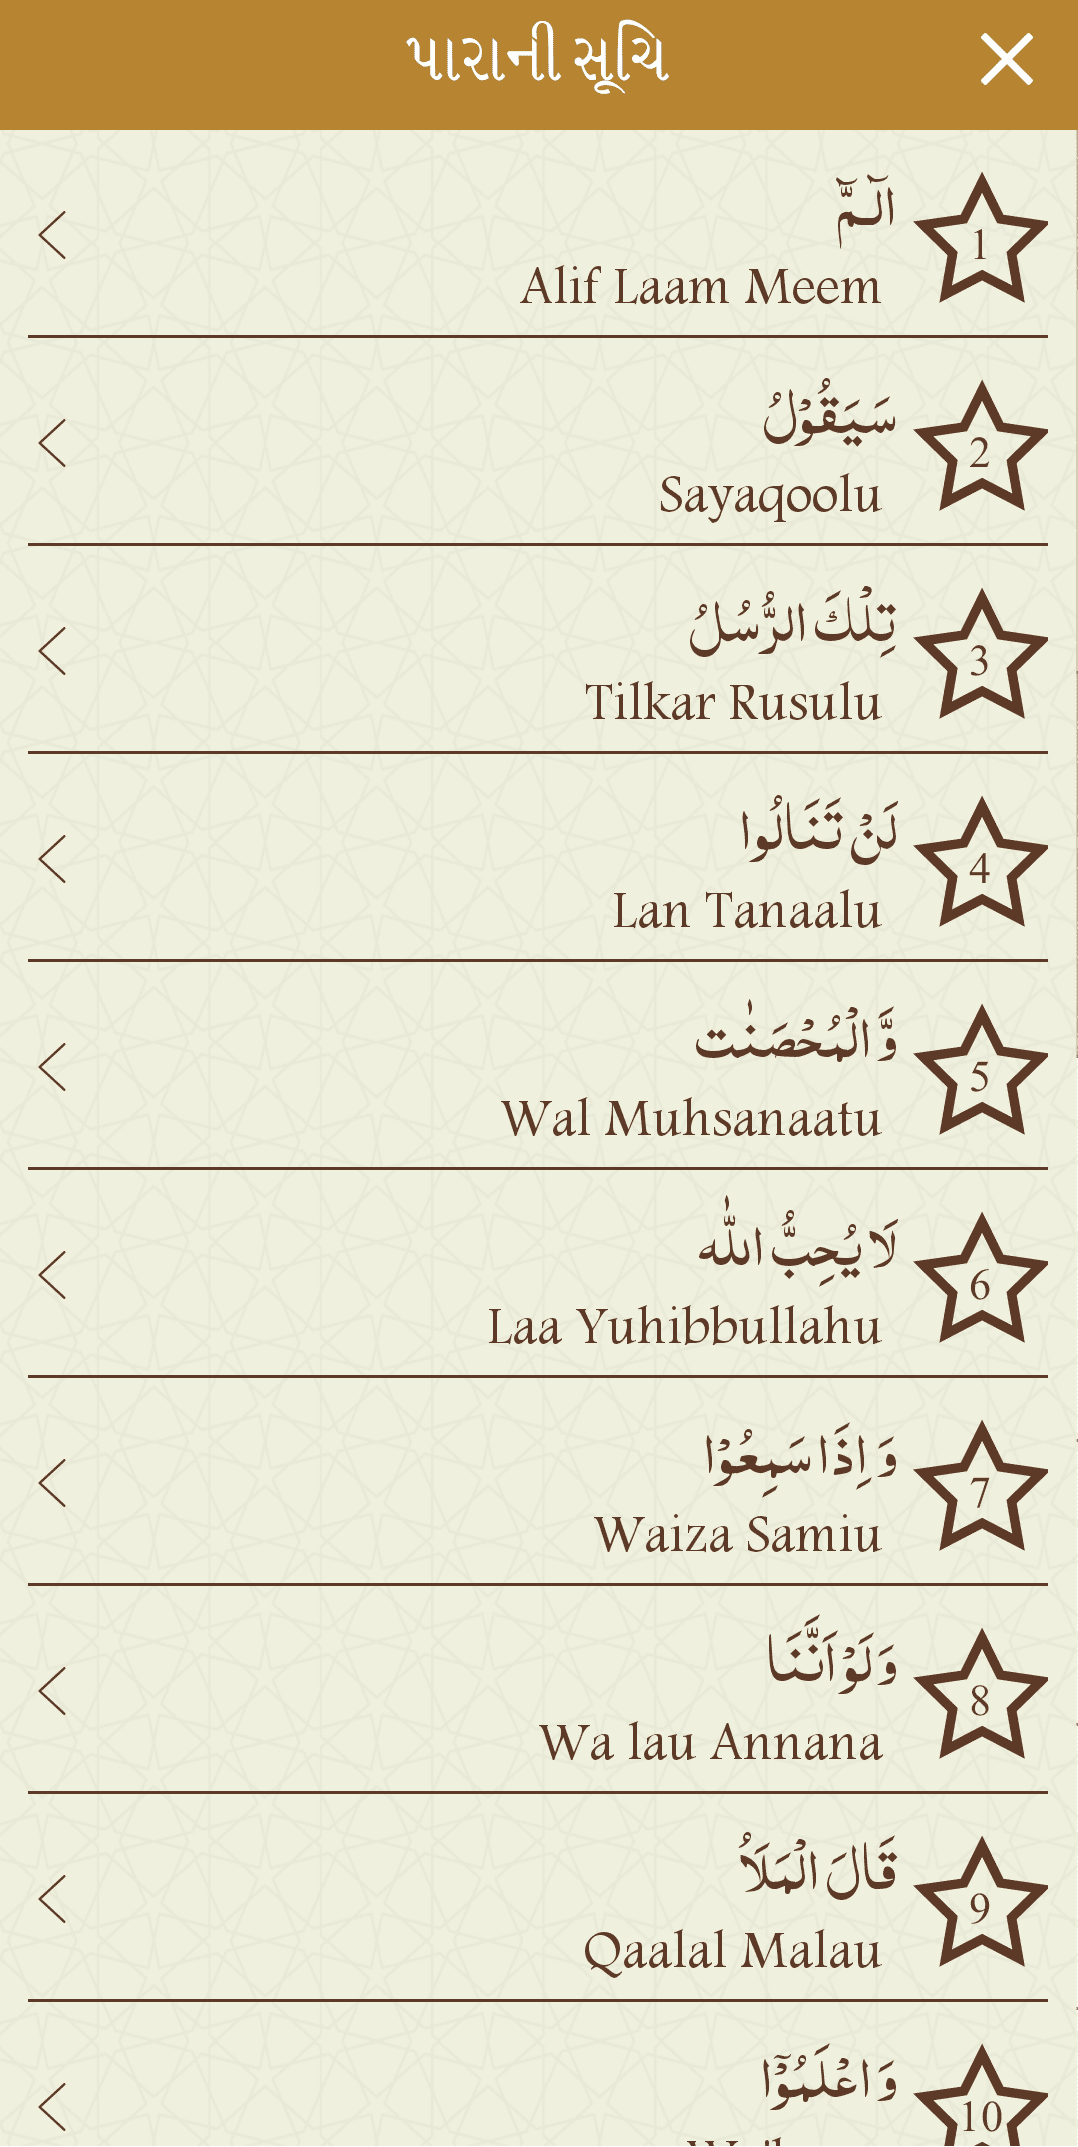 પારાની સૂચિ
الٓـمّٓ
1
Alif Laam Meem
سَيَقُوۡلُ
2
Sayaqoolu
تِلۡكَ الرُّسُلُ
3
Tilkar Rusulu
لَنۡ تَنَالُوا
4
Lan Tanaalu
وَّالۡمُحۡصَنٰت
5
Wal Muhsanaatu
لَا يُحِبُّ اللّٰه
6
Laa Yuhibbullahu
وَ اِذَا سَمِعُوۡا
7
Waiza Samiu
وَلَوۡ اَنَّنَا
8
Wa lau Annana
قَالَ الۡمَلَاُ
9
Qaalal Malau
وَ اعۡلَمُوۡۤا
10